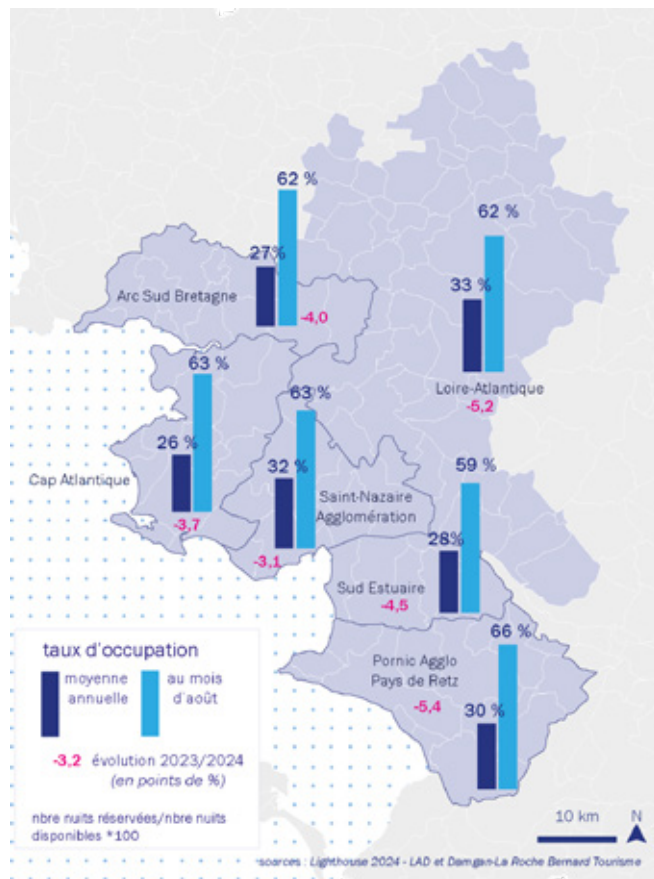 62 %
27%
Arc Sud Bretagne
-4,0
62 %
33 %
Loire-Atlantique
-5,2
63 %
26 %
Cap Atlantique
-3,7
63 %
32 %
Saint-Nazaire
Agglomération
-3,1
59 %
28%
Sud Estuaire
-4,5
66 %
Pornic Agglo
Pays de Retz
-5,4
30 %
taux d'occupation
moyenne
annuelle
au mois
d'août
-3,2 évolution 2023/2024
(en points de %)
nbre nuits réservées/nbre nuits
disponibles *100
10 km
N
sources : Lighthouse 2024 - LAD et Damgan-La Roche Bernard Tourisme